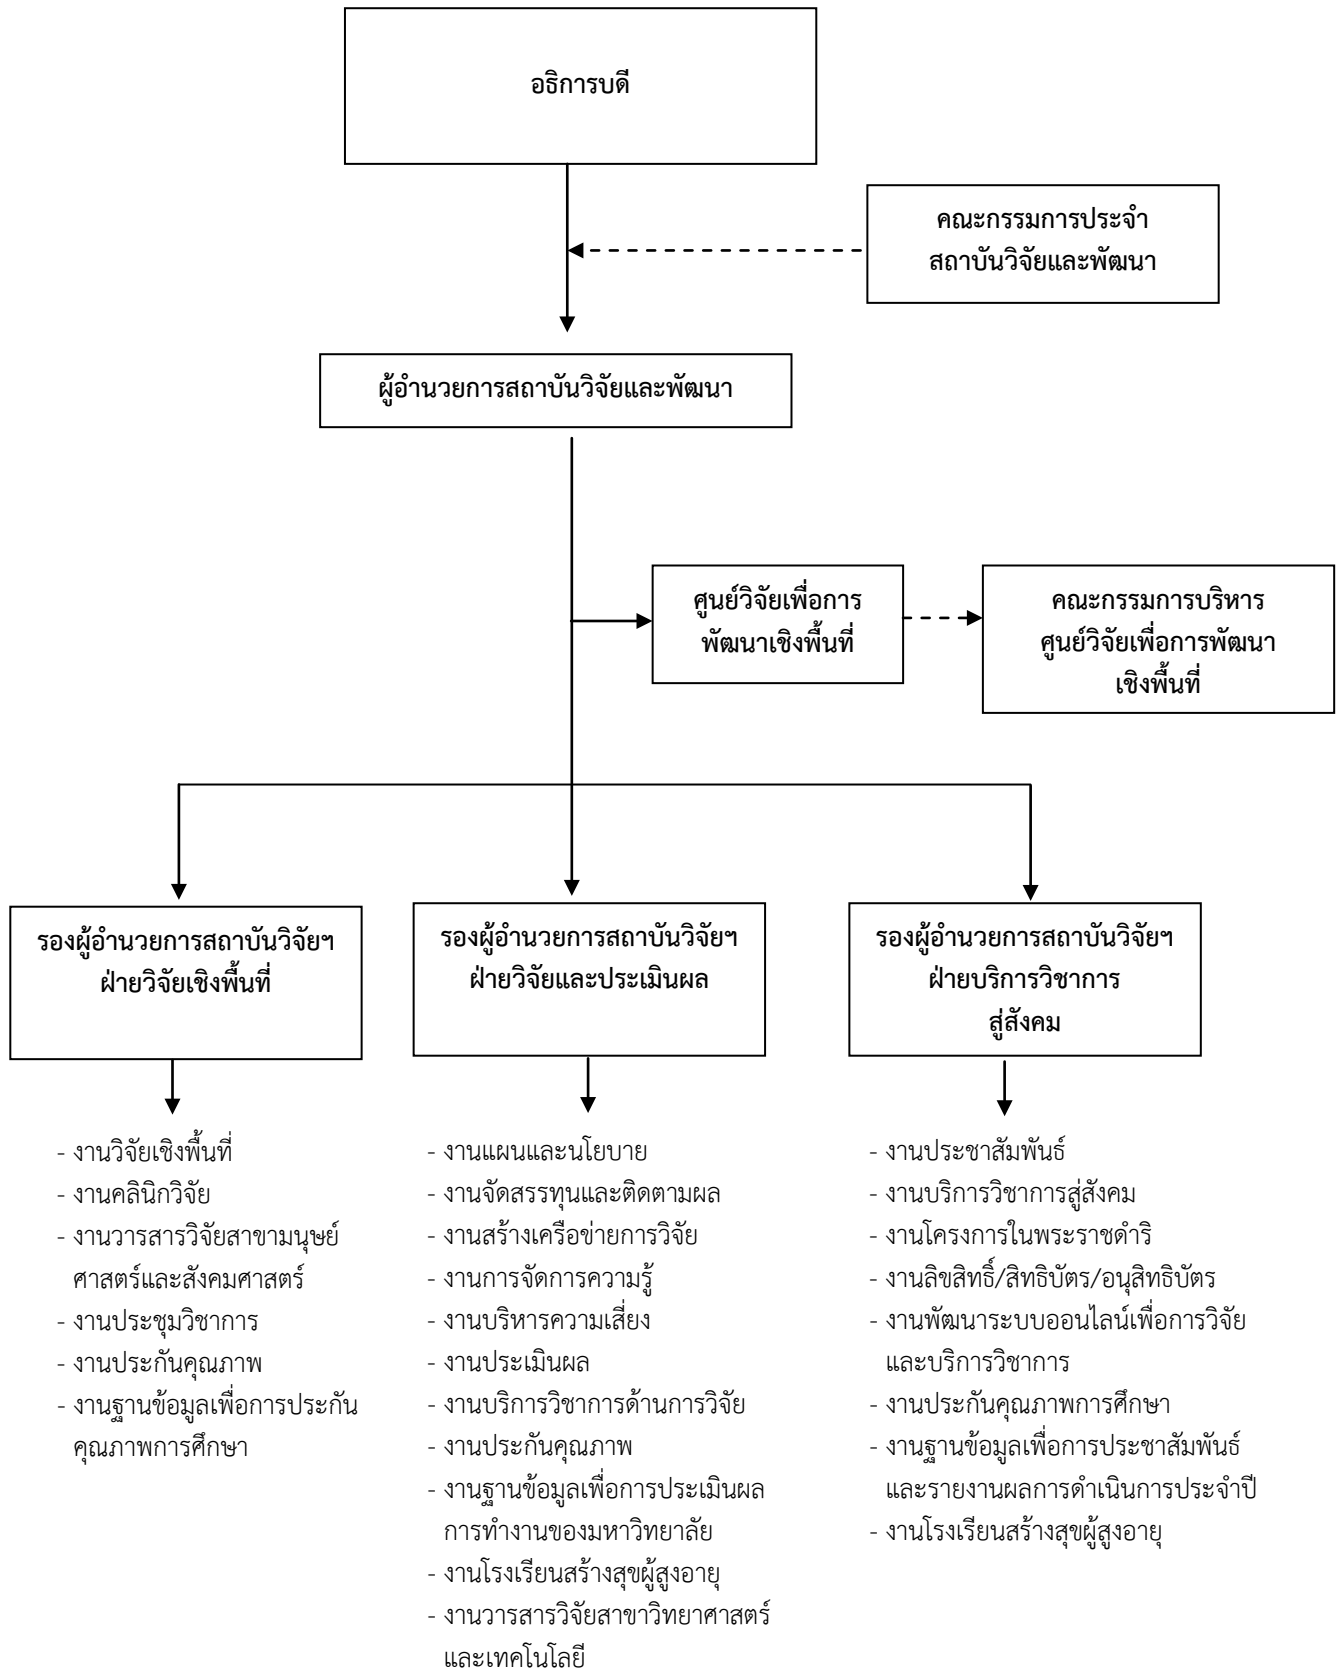 อธิการบดี
คณะกรรมการประจำ
สถาบันวิจัยและพัฒนา
ผู้อำนวยการสถาบันวิจัยและพัฒนา
ศูนย์วิจัยเพื่อการ
พัฒนาเชิงพื้นที่
คณะกรรมการบริหาร
ศูนย์วิจัยเพื่อการพัฒนา
เชิงพื้นที่
รองผู้อำนวยการสถาบันวิจัยฯ
ฝ่ายวิจัยเชิงพื้นที่
รองผู้อำนวยการสถาบันวิจัยฯ
ฝ่ายวิจัยและประเมินผล
รองผู้อำนวยการสถาบันวิจัยฯ
ฝ่ายบริการวิชาการ
สู่สังคม
- งานวิจัยเชิงพื้นที่
- งานคลินิกวิจัย
- งานวารสารวิจัยสาขามนุษย์
ศาสตร์และสังคมศาสตร์
- งานประชุมวิชาการ
- งานประกันคุณภาพ
- งานฐานข้อมูลเพื่อการประกัน
คุณภาพการศึกษา
- งานแผนและนโยบาย
- งานจัดสรรทุนและติดตามผล
- งานสร้างเครือข่ายการวิจัย
- งานการจัดการความรู้
- งานบริหารความเสี่ยง
- งานประเมินผล
- งานบริการวิชาการด้านการวิจัย
- งานประกันคุณภาพ
- งานฐานข้อมูลเพื่อการประเมินผล
การทำงานของมหาวิทยาลัย
- งานโรงเรียนสร้างสุขผู้สูงอายุ
- งานวารสารวิจัยสาขาวิทยาศาสตร์
และเทคโนโลยี
- งานประชาสัมพันธ์
- งานบริการวิชาการสู่สังคม
- งานโครงการในพระราชดำริ
- งานลิขสิทธิ์/สิทธิบัตร/อนุสิทธิบัตร
- งานพัฒนาระบบออนไลน์เพื่อการวิจัย
และบริการวิชาการ
- งานประกันคุณภาพการศึกษา
- งานฐานข้อมูลเพื่อการประชาสัมพันธ์
และรายงานผลการดำเนินการประจำปี
- งานโรงเรียนสร้างสุขผู้สูงอายุ